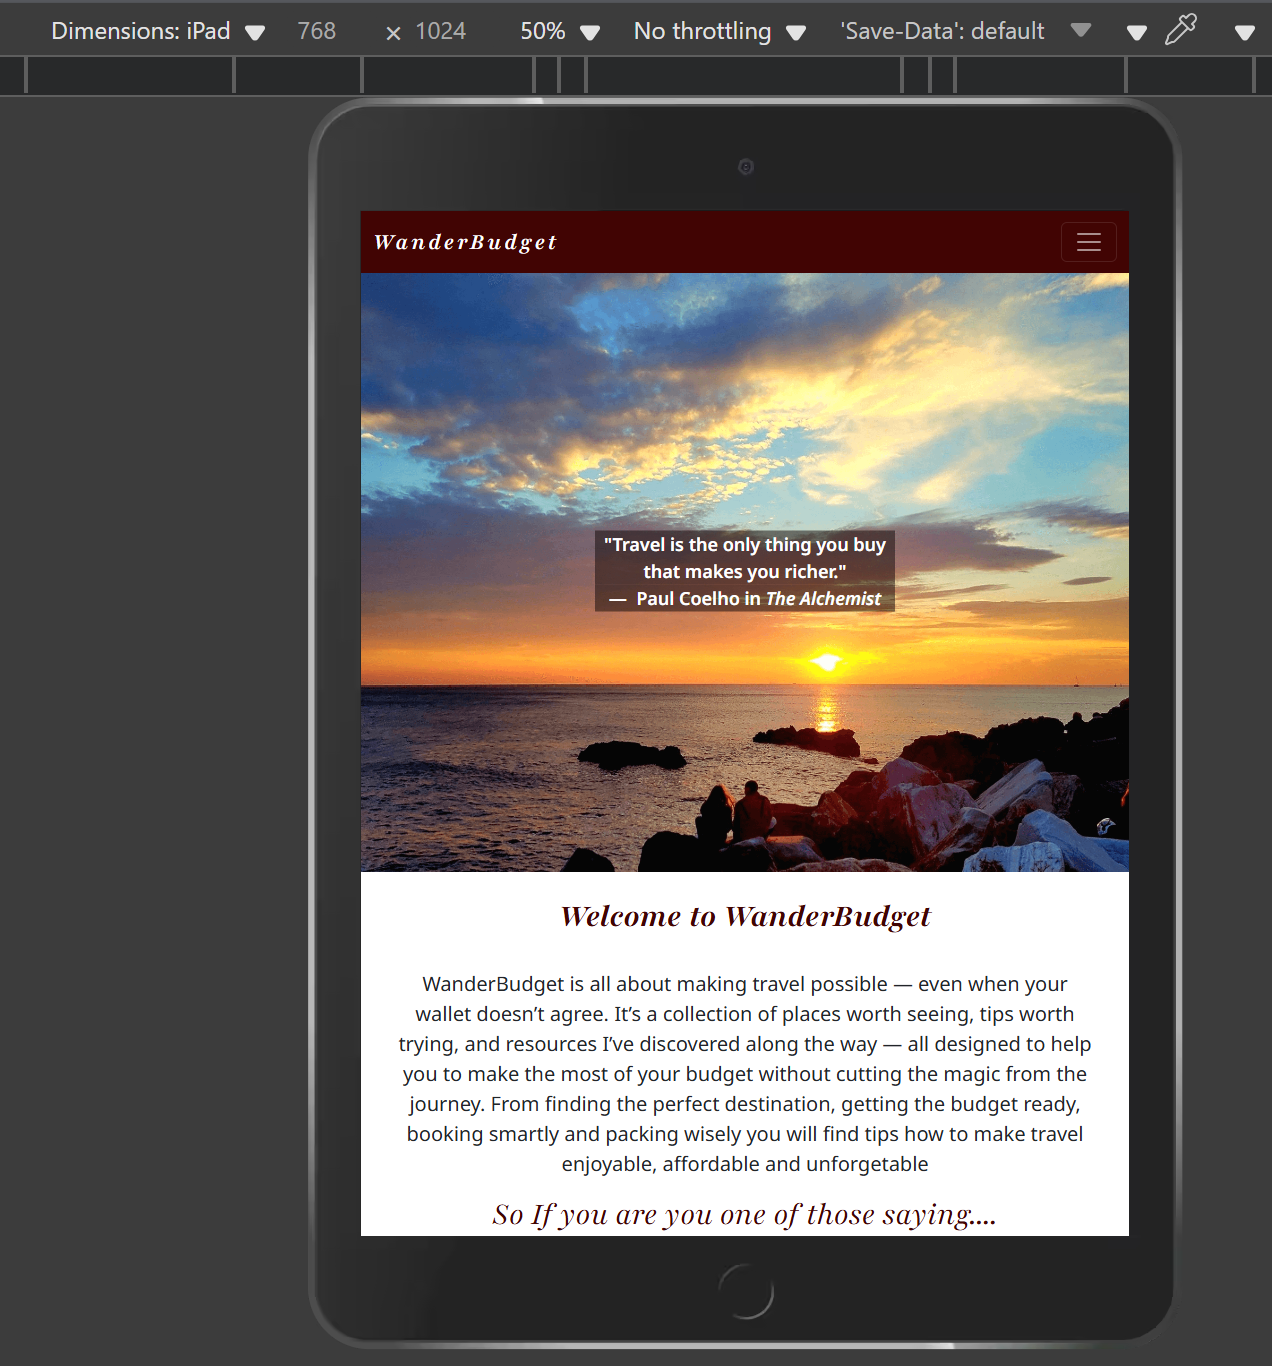 Dimensions: iPad 768 × 1024 50% No throttling 'Save-Data': default
WanderBudget
"Travel is the only thing you buy
that makes you richer."
— Paul Coelho in The Alchemist
Welcome to WanderBudget
WanderBudget is all about making travel possible — even when your
wallet doesn’t agree. It’s a collection of places worth seeing, tips worth
trying, and resources I’ve discovered along the way — all designed to help
you to make the most of your budget without cutting the magic from the
journey. From finding the perfect destination, getting the budget ready,
booking smartly and packing wisely you will find tips how to make travel
enjoyable, affordable and unforgetable
So If you are you one of those saying....